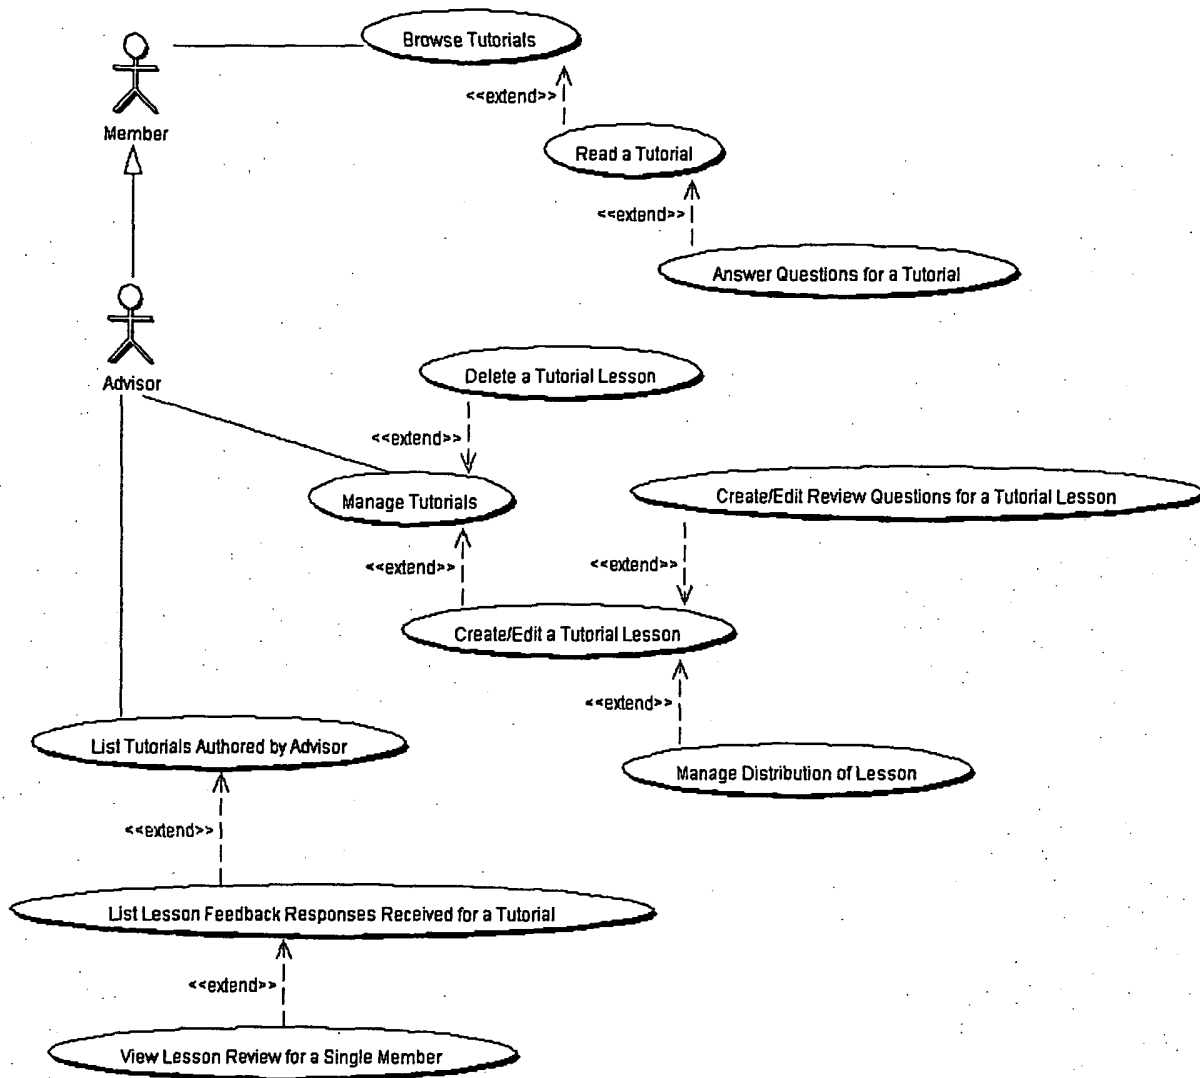 Browse Tutorials
<<extend>>
Member
Read a Tutorial
<<extend>>
Answer Questions for a Tutorial
Advisor
Delete a Tutorial Lesson
<<extend>>
Manage Tutorials
Create/Edit Review Questions for a Tutorial Lesson
<<extend>>
<<extend>>
Create/Edit a Tutorial Lesson
<<extend>>
List Tutorials Authored by Advisor
Manage Distribution of Lesson
<<extend>>
List Lesson Feedback Responses Received for a Tutorial
<<extend>>
View Lesson Review for a Single Member